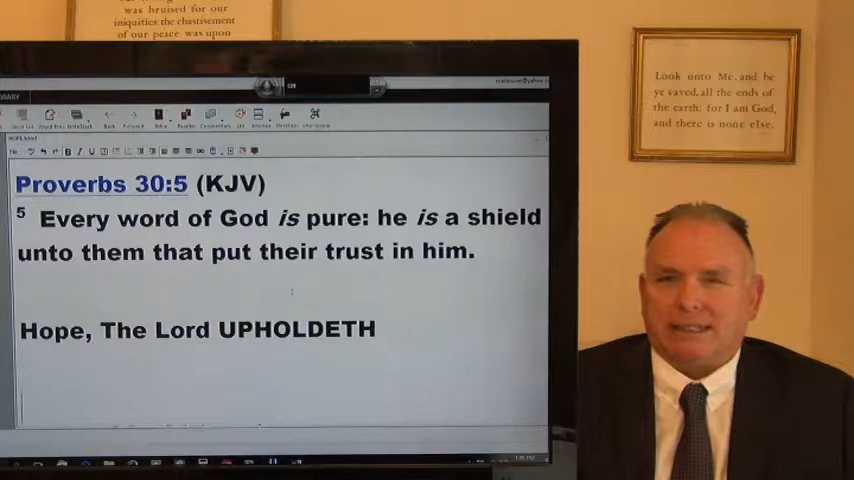 was bruised for our
iniquities the chastisement
of our peace was upon
Look unto Me, and be
ye saved, all the ends of
the earth: for I am God,
and there is none else.
Proverbs 30:5 (KJV)
5 Every word of God is pure: he is a shield
unto them that put their trust in him.
Hope, The Lord UPHOLDETH